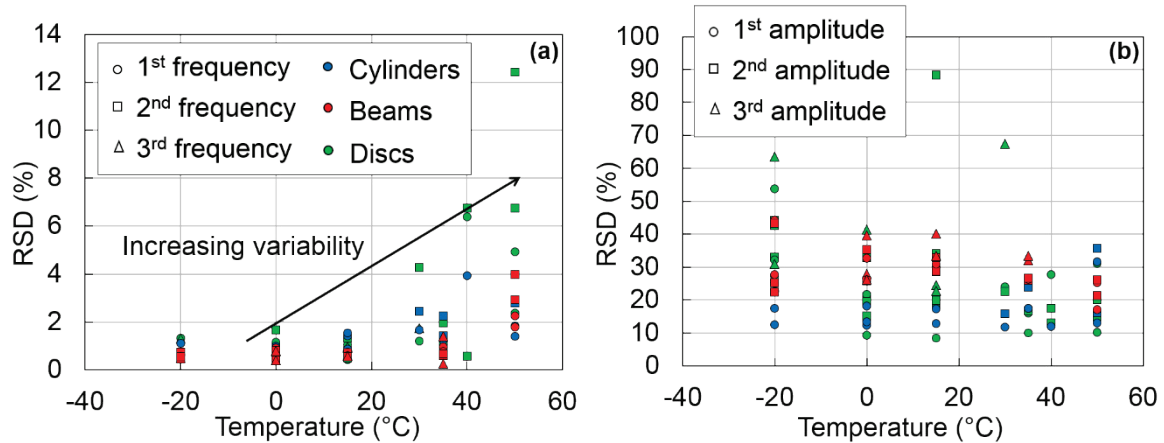 (a)
14
12
10
8
6
4
2
0
RSD (%)
1st frequency
2nd frequency
3rd frequency
Cylinders
Beams
Discs
Increasing variability
-40 -20 0 20 40 60
Temperature (°C)
(b)
100
90
80
70
60
50
40
30
20
10
0
RSD (%)
1st amplitude
2nd amplitude
3rd amplitude
-40 -20 0 20 40 60
Temperature (°C)